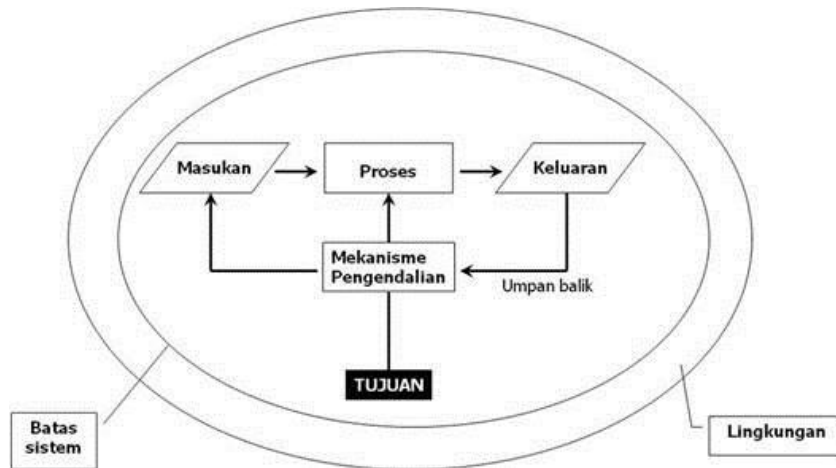 Masukan
Proses
Keluaran
Mekanisme
Pengendalian
Umpan balik
TUJUAN
Batas
sistem
Lingkungan